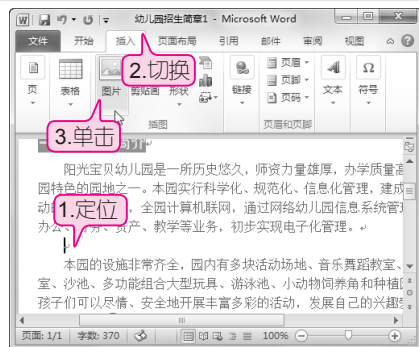 幼儿园招生简章1 - Microsoft Word
文件 开始 插入 页面布局 引用 邮件 审阅 视图
2.切换
页 表格 图片 剪贴画 形状 链接 页眉 页脚 页码 文本 符号
3.单击
插图 页眉和页脚
阳光宝贝幼儿园是一所历史悠久，师资力量雄厚，办学质量高
园特色的园地之一。本园实行科学化、规范化、信息化管理，建成
1.定位
全园计算机联网，通过网络幼儿园信息系统管
产、教学等业务，初步实现电子化管理。
本园的设施非常齐全，园内有多块活动场地、音乐舞蹈教室、
室、沙池、多功能组合大型玩具、游泳池、小动物饲养角和种植园
孩子们可以尽情、安全地开展丰富多彩的活动，发展自己的兴趣
页面: 1/1 字数: 370 100%